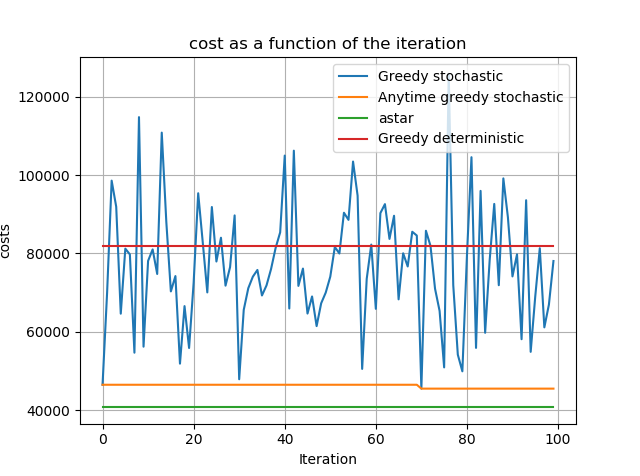 cost as a function of the iteration
Greedy stochastic
Anytime greedy stochastic
astar
Greedy deterministic
120000
100000
80000
60000
40000
costs
0 20 40 60 80 100
Iteration